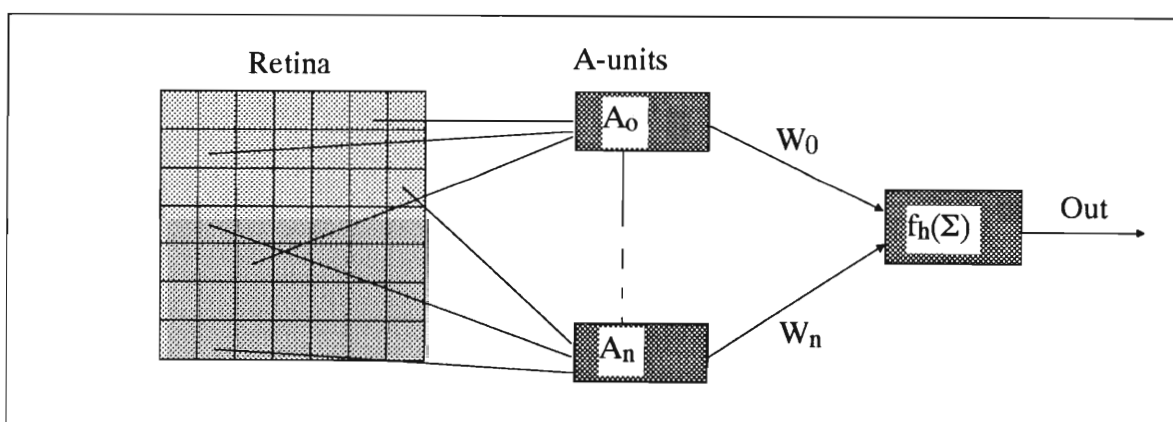 Retina
A-units
Ao
W0
fh(Σ)
Out
An
Wn